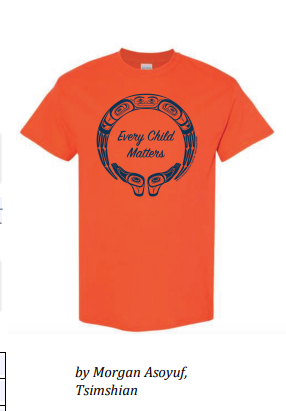 Every Child
Matters
by Morgan Asoyuf,
Tsimshian